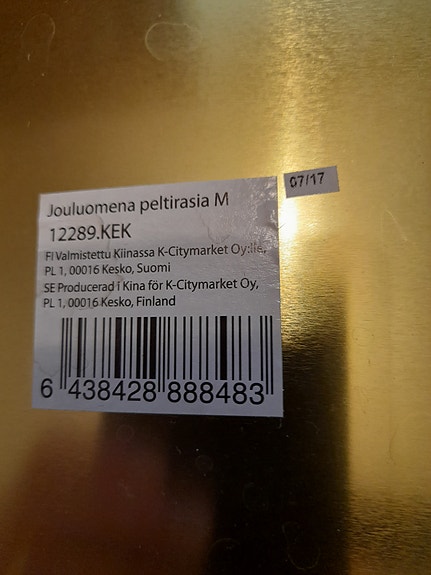 07/17
Jouluomena peltirasia M
12289.KEK
FI Valmistettu Kiinassa K-Citymarket Oy:lle,
PL 1, 00016 Kesko, Suomi
SE Producerad i Kina för K-Citymarket Oy,
PL 1, 00016 Kesko, Finland
6 438428 888483